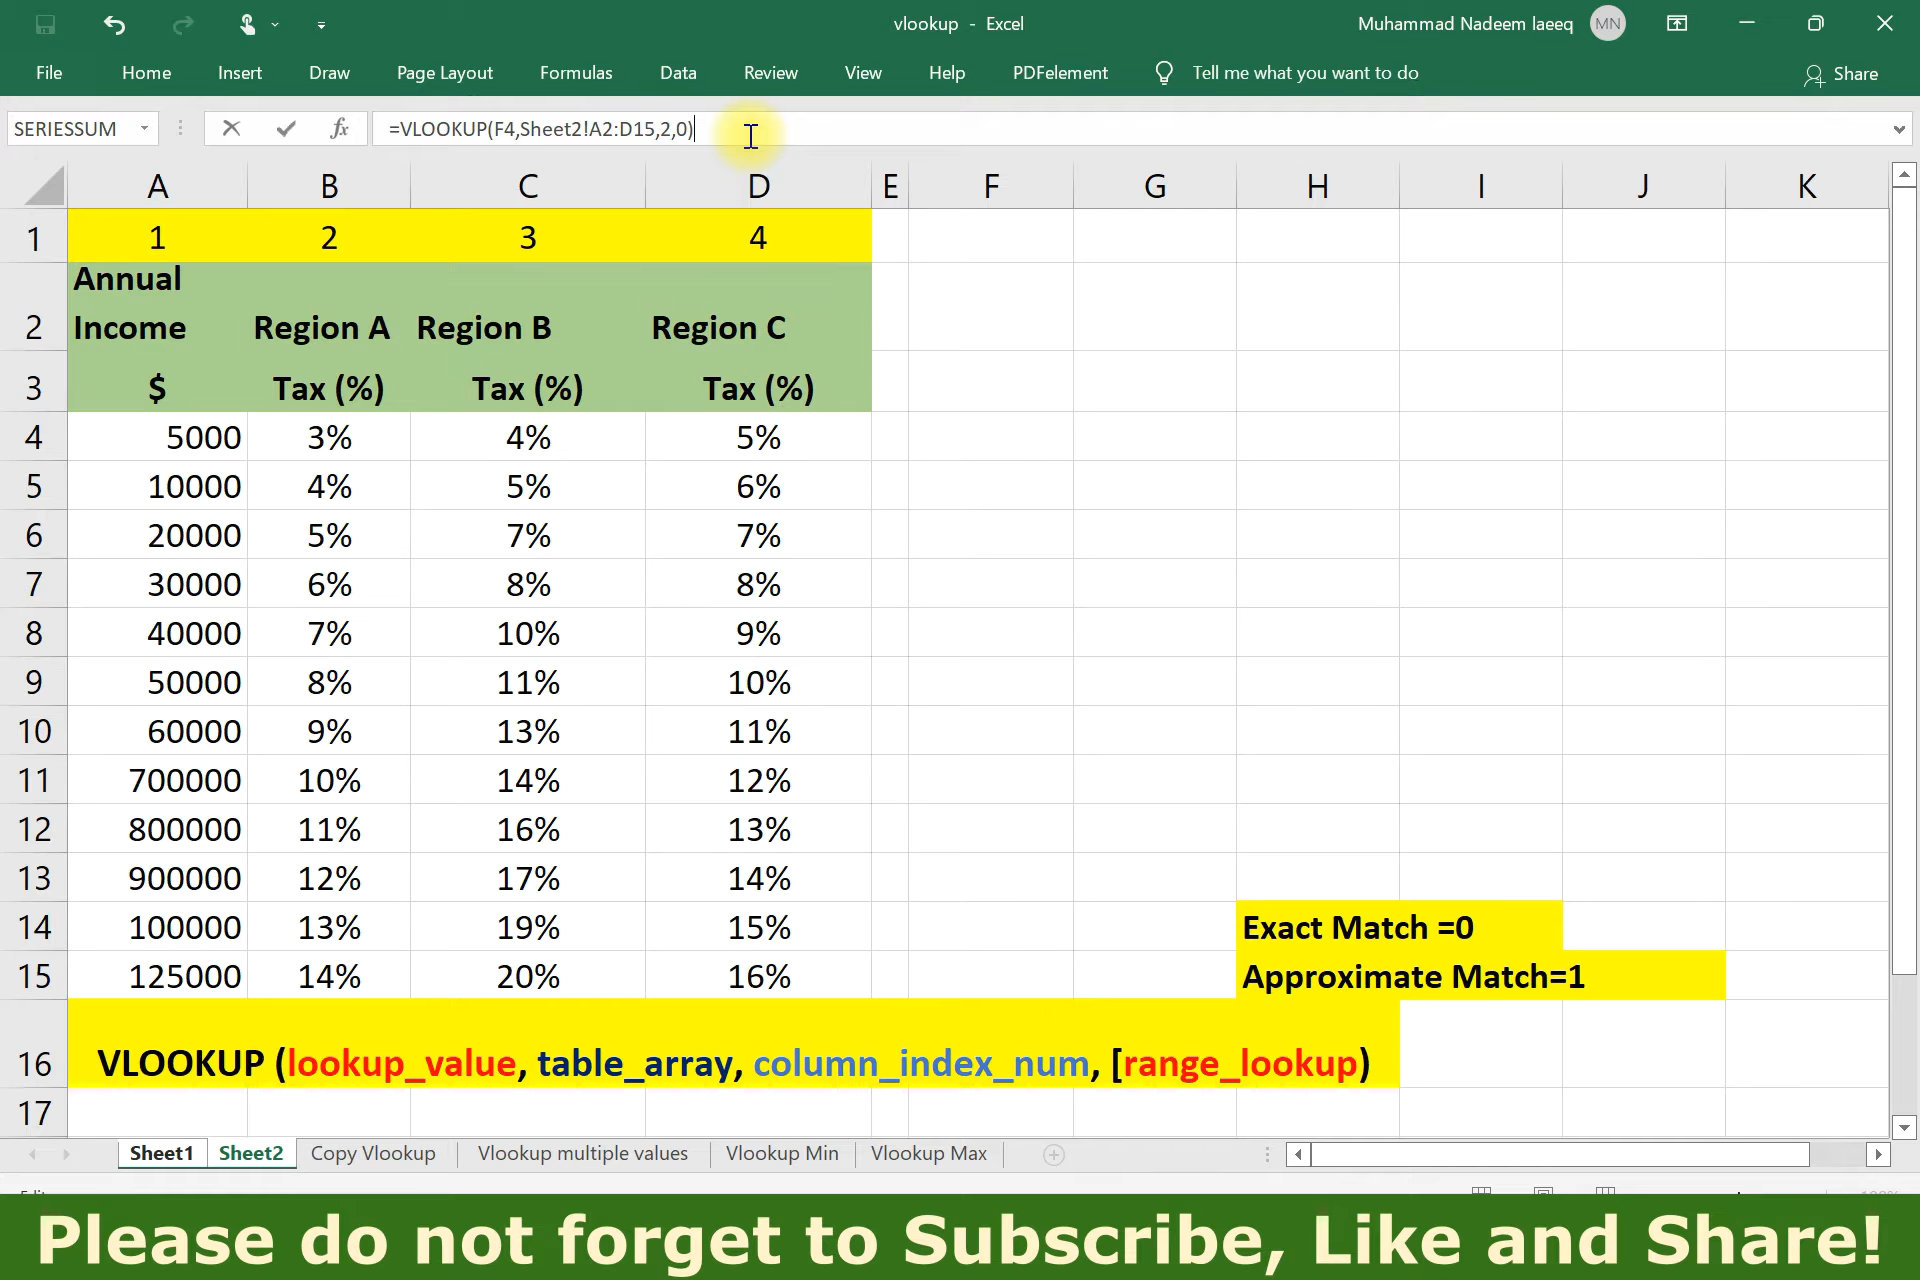 vlookup - Excel
Muhammad Nadeem laeeq MN
File Home Insert Draw Page Layout Formulas Data Review View Help PDFelement Tell me what you want to do Share
SERIESSUM fx =VLOOKUP(F4,Sheet2!A2:D15,2,0)
A B C D E F G H I J K
1 1 2 3 4
Annual
2 Income Region A Region B Region C
3 $ Tax (%) Tax (%) Tax (%)
4 5000 3% 4% 5%
5 10000 4% 5% 6%
6 20000 5% 7% 7%
7 30000 6% 8% 8%
8 40000 7% 10% 9%
9 50000 8% 11% 10%
10 60000 9% 13% 11%
11 700000 10% 14% 12%
12 800000 11% 16% 13%
13 900000 12% 17% 14%
14 100000 13% 19% 15% Exact Match =0
15 125000 14% 20% 16% Approximate Match=1
16 VLOOKUP (lookup_value, table_array, column_index_num, [range_lookup)
17
Sheet1 Sheet2 Copy Vlookup Vlookup multiple values Vlookup Min Vlookup Max
Please do not forget to Subscribe, Like and Share!